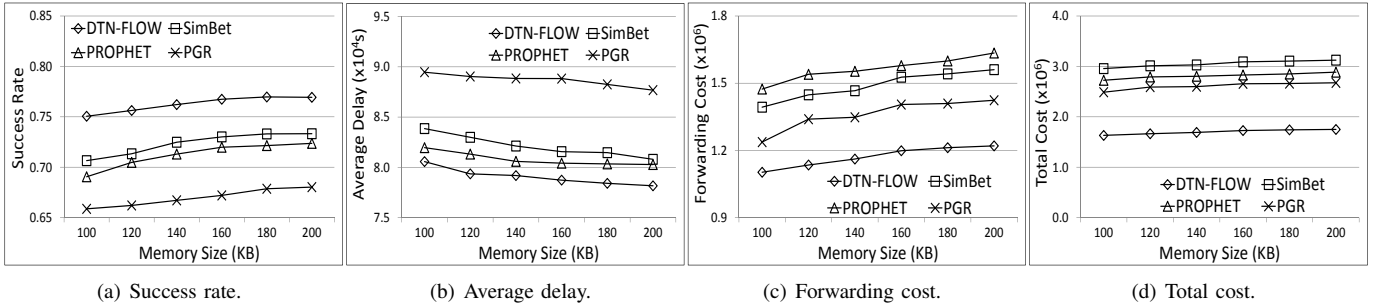 0.85
0.80
0.75
0.70
0.65
Success Rate
DTN-FLOW SimBet
PROPHET PGR
100 120 140 160 180 200
Memory Size (KB)
(a) Success rate.
9.5
9.0
8.5
8.0
7.5
Average Delay (x10⁴s)
DTN-FLOW SimBet
PROPHET PGR
100 120 140 160 180 200
Memory Size (KB)
(b) Average delay.
1.8
1.5
1.2
0.9
Forwarding Cost (x10⁶)
DTN-FLOW SimBet
PROPHET PGR
100 120 140 160 180 200
Memory Size (KB)
(c) Forwarding cost.
4.0
3.0
2.0
1.0
0.0
Total Cost (x10⁶)
DTN-FLOW SimBet
PROPHET PGR
100 120 140 160 180 200
Memory Size (KB)
(d) Total cost.